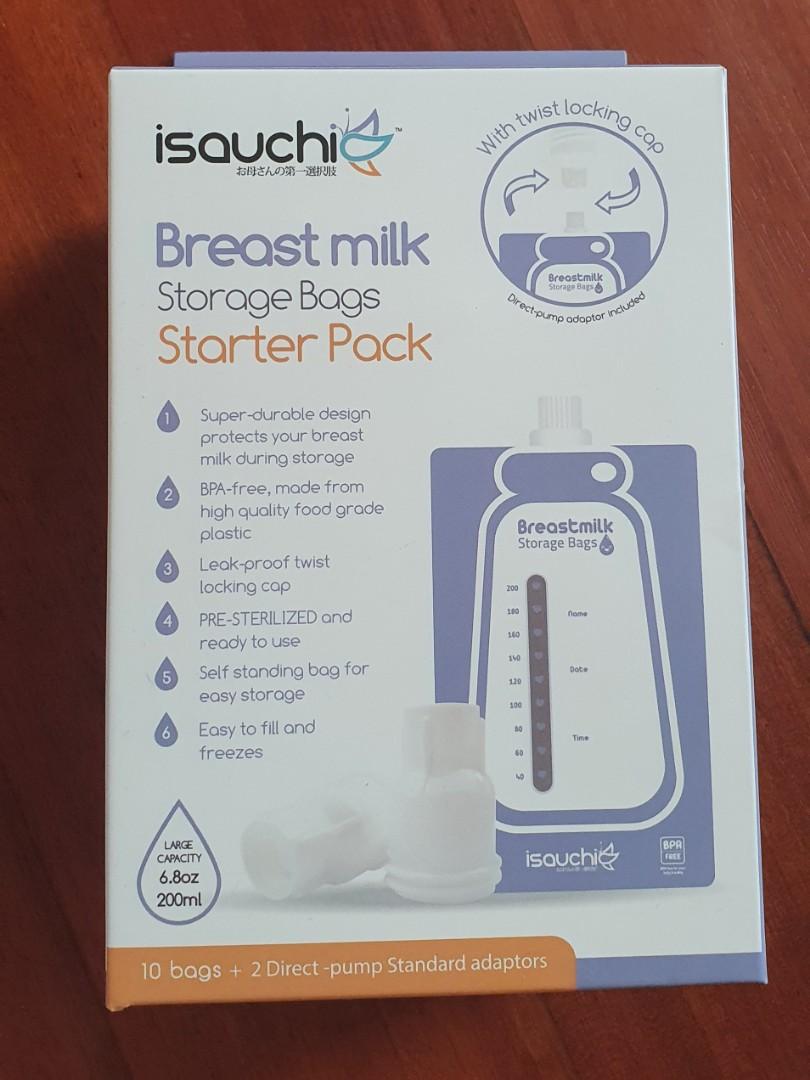 isauchi
TM
お母さんの第一選択肢
With twist locking cap
Breastmilk
Storage Bags
Direct-pump adaptor included
Breast milk
Storage Bags
Starter Pack
1 Super-durable design
protects your breast
milk during storage
2 BPA-free, made from
high quality food grade
plastic
3 Leak-proof twist
locking cap
4 PRE-STERILIZED and
ready to use
5 Self standing bag for
easy storage
6 Easy to fill and
freezes
LARGE
CAPACITY
6.8oz
200ml
Breastmilk
Storage Bags
200
180
Name
160
140
Date
120
100
80
Time
60
40
isauchi
BPA
FREE
10 bags + 2 Direct -pump Standard adaptors